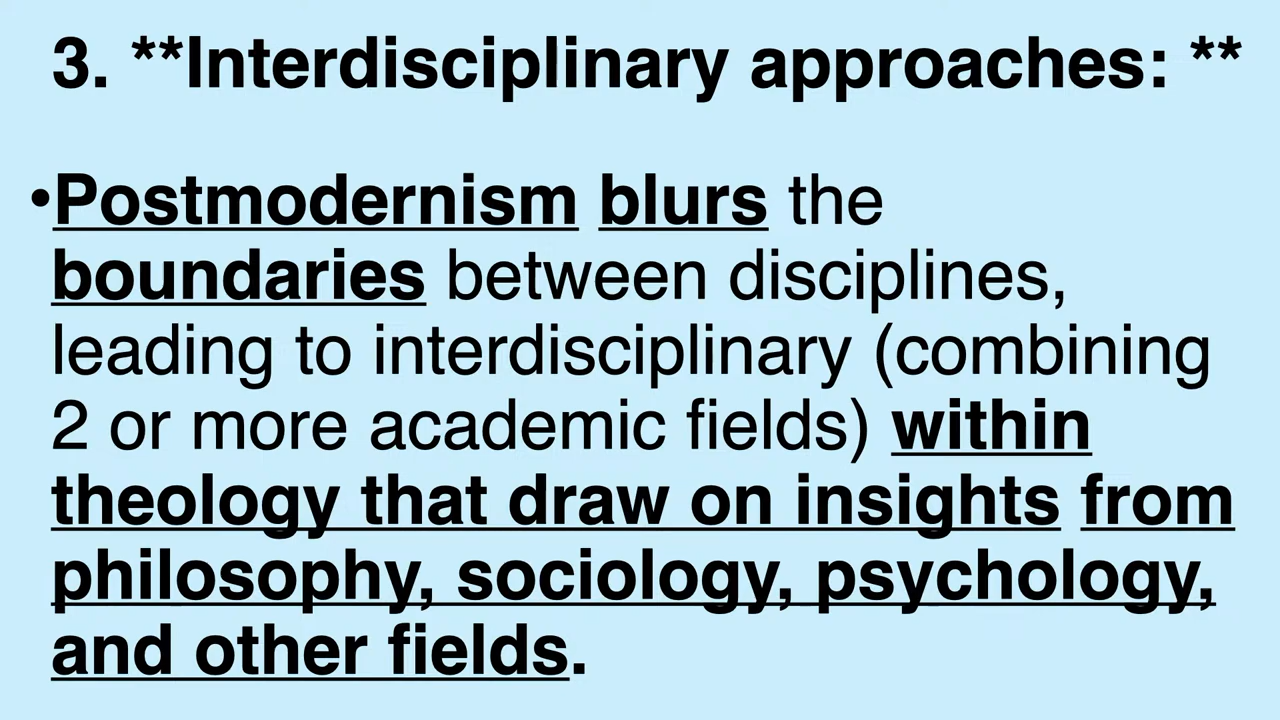 3. **Interdisciplinary approaches: **
•Postmodernism blurs the
boundaries between disciplines,
leading to interdisciplinary (combining
2 or more academic fields) within
theology that draw on insights from
philosophy, sociology, psychology,
and other fields.